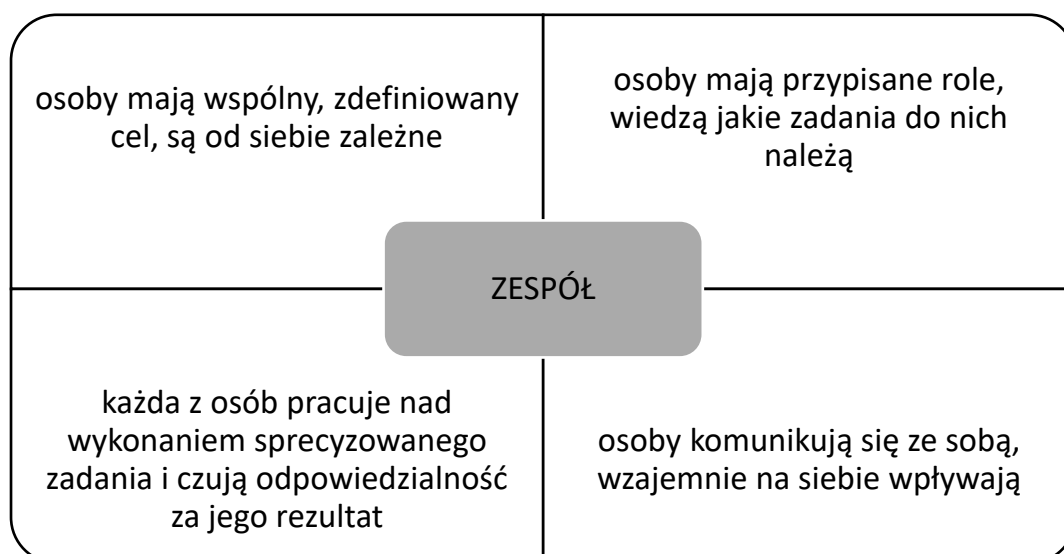 osoby mają wspólny, zdefiniowany
cel, są od siebie zależne
osoby mają przypisane role,
wiedzą jakie zadania do nich
należą
ZESPÓŁ
każda z osób pracuje nad
wykonaniem sprecyzowanego
zadania i czują odpowiedzialność
za jego rezultat
osoby komunikują się ze sobą,
wzajemnie na siebie wpływają